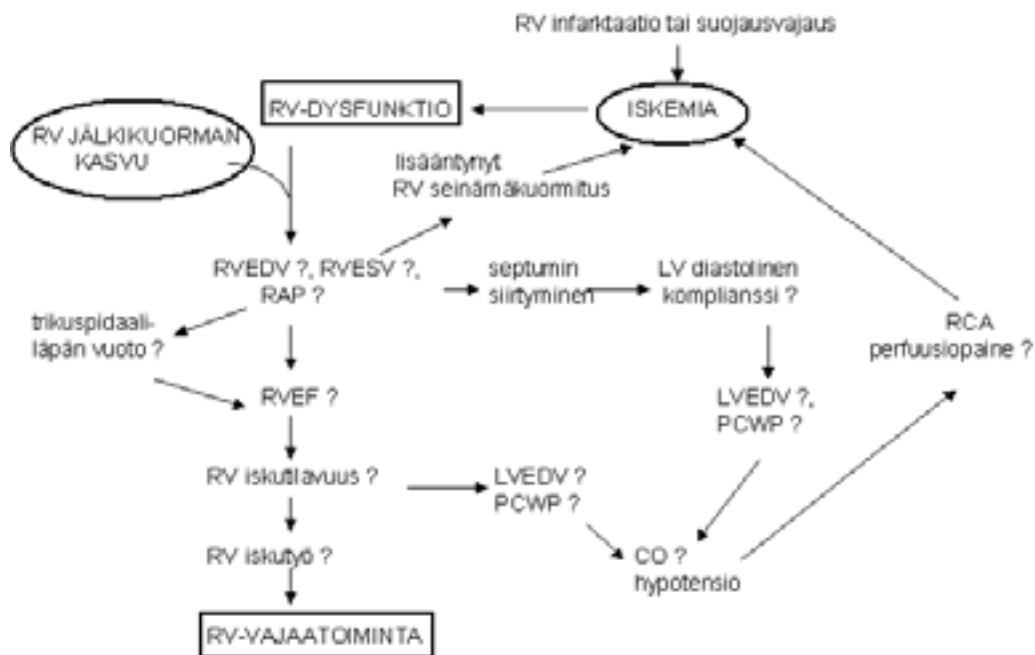 RV infarktaatio tai suojausvajaus
RV-DYSFUNKTIO
ISKEMIA
RV JÄLKIKUORMAN
KASVU
lisääntynyt
RV seinämäkuormitus
RVEDV ?, RVESV ?,
RAP ?
septumin
siirtyminen
LV diastolinen
komplianssi ?
trikuspidaali-
läpän vuoto ?
RCA
perfuusiopaine ?
RVEF ?
LVEDV ?,
PCWP ?
RV iskutilavuus ?
LVEDV ?
PCWP ?
RV iskutyö ?
CO ?
hypotensio
RV-VAJAATOIMINTA